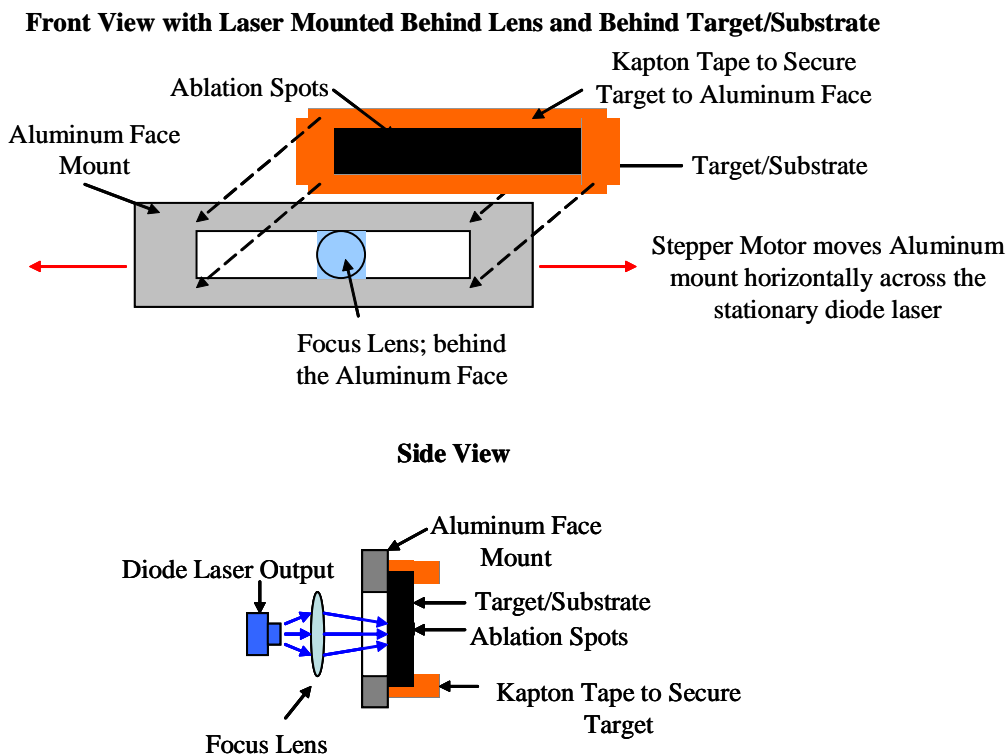 Front View with Laser Mounted Behind Lens and Behind Target/Substrate
Ablation Spots
Kapton Tape to Secure
Target to Aluminum Face
Aluminum Face
Mount
Target/Substrate
Stepper Motor moves Aluminum
mount horizontally across the
stationary diode laser
Focus Lens; behind
the Aluminum Face
Side View
Aluminum Face
Mount
Diode Laser Output
Target/Substrate
Ablation Spots
Kapton Tape to Secure
Target
Focus Lens